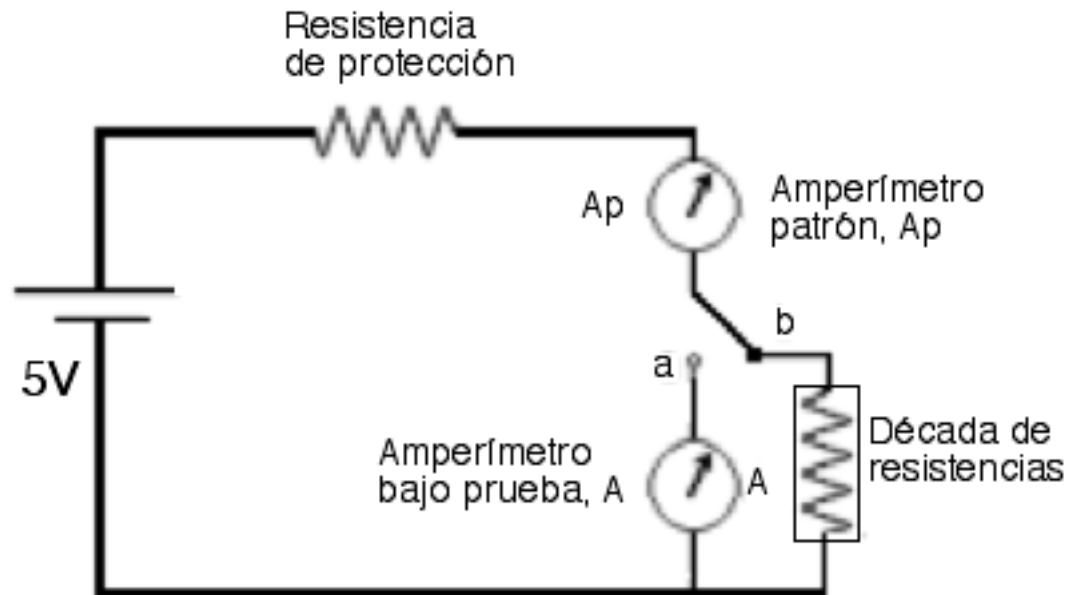 Resistencia
de protección
Ap
Amperímetro
patrón, Ap
b
a
5V
Amperímetro
bajo prueba, A
A
Década de
resistencias